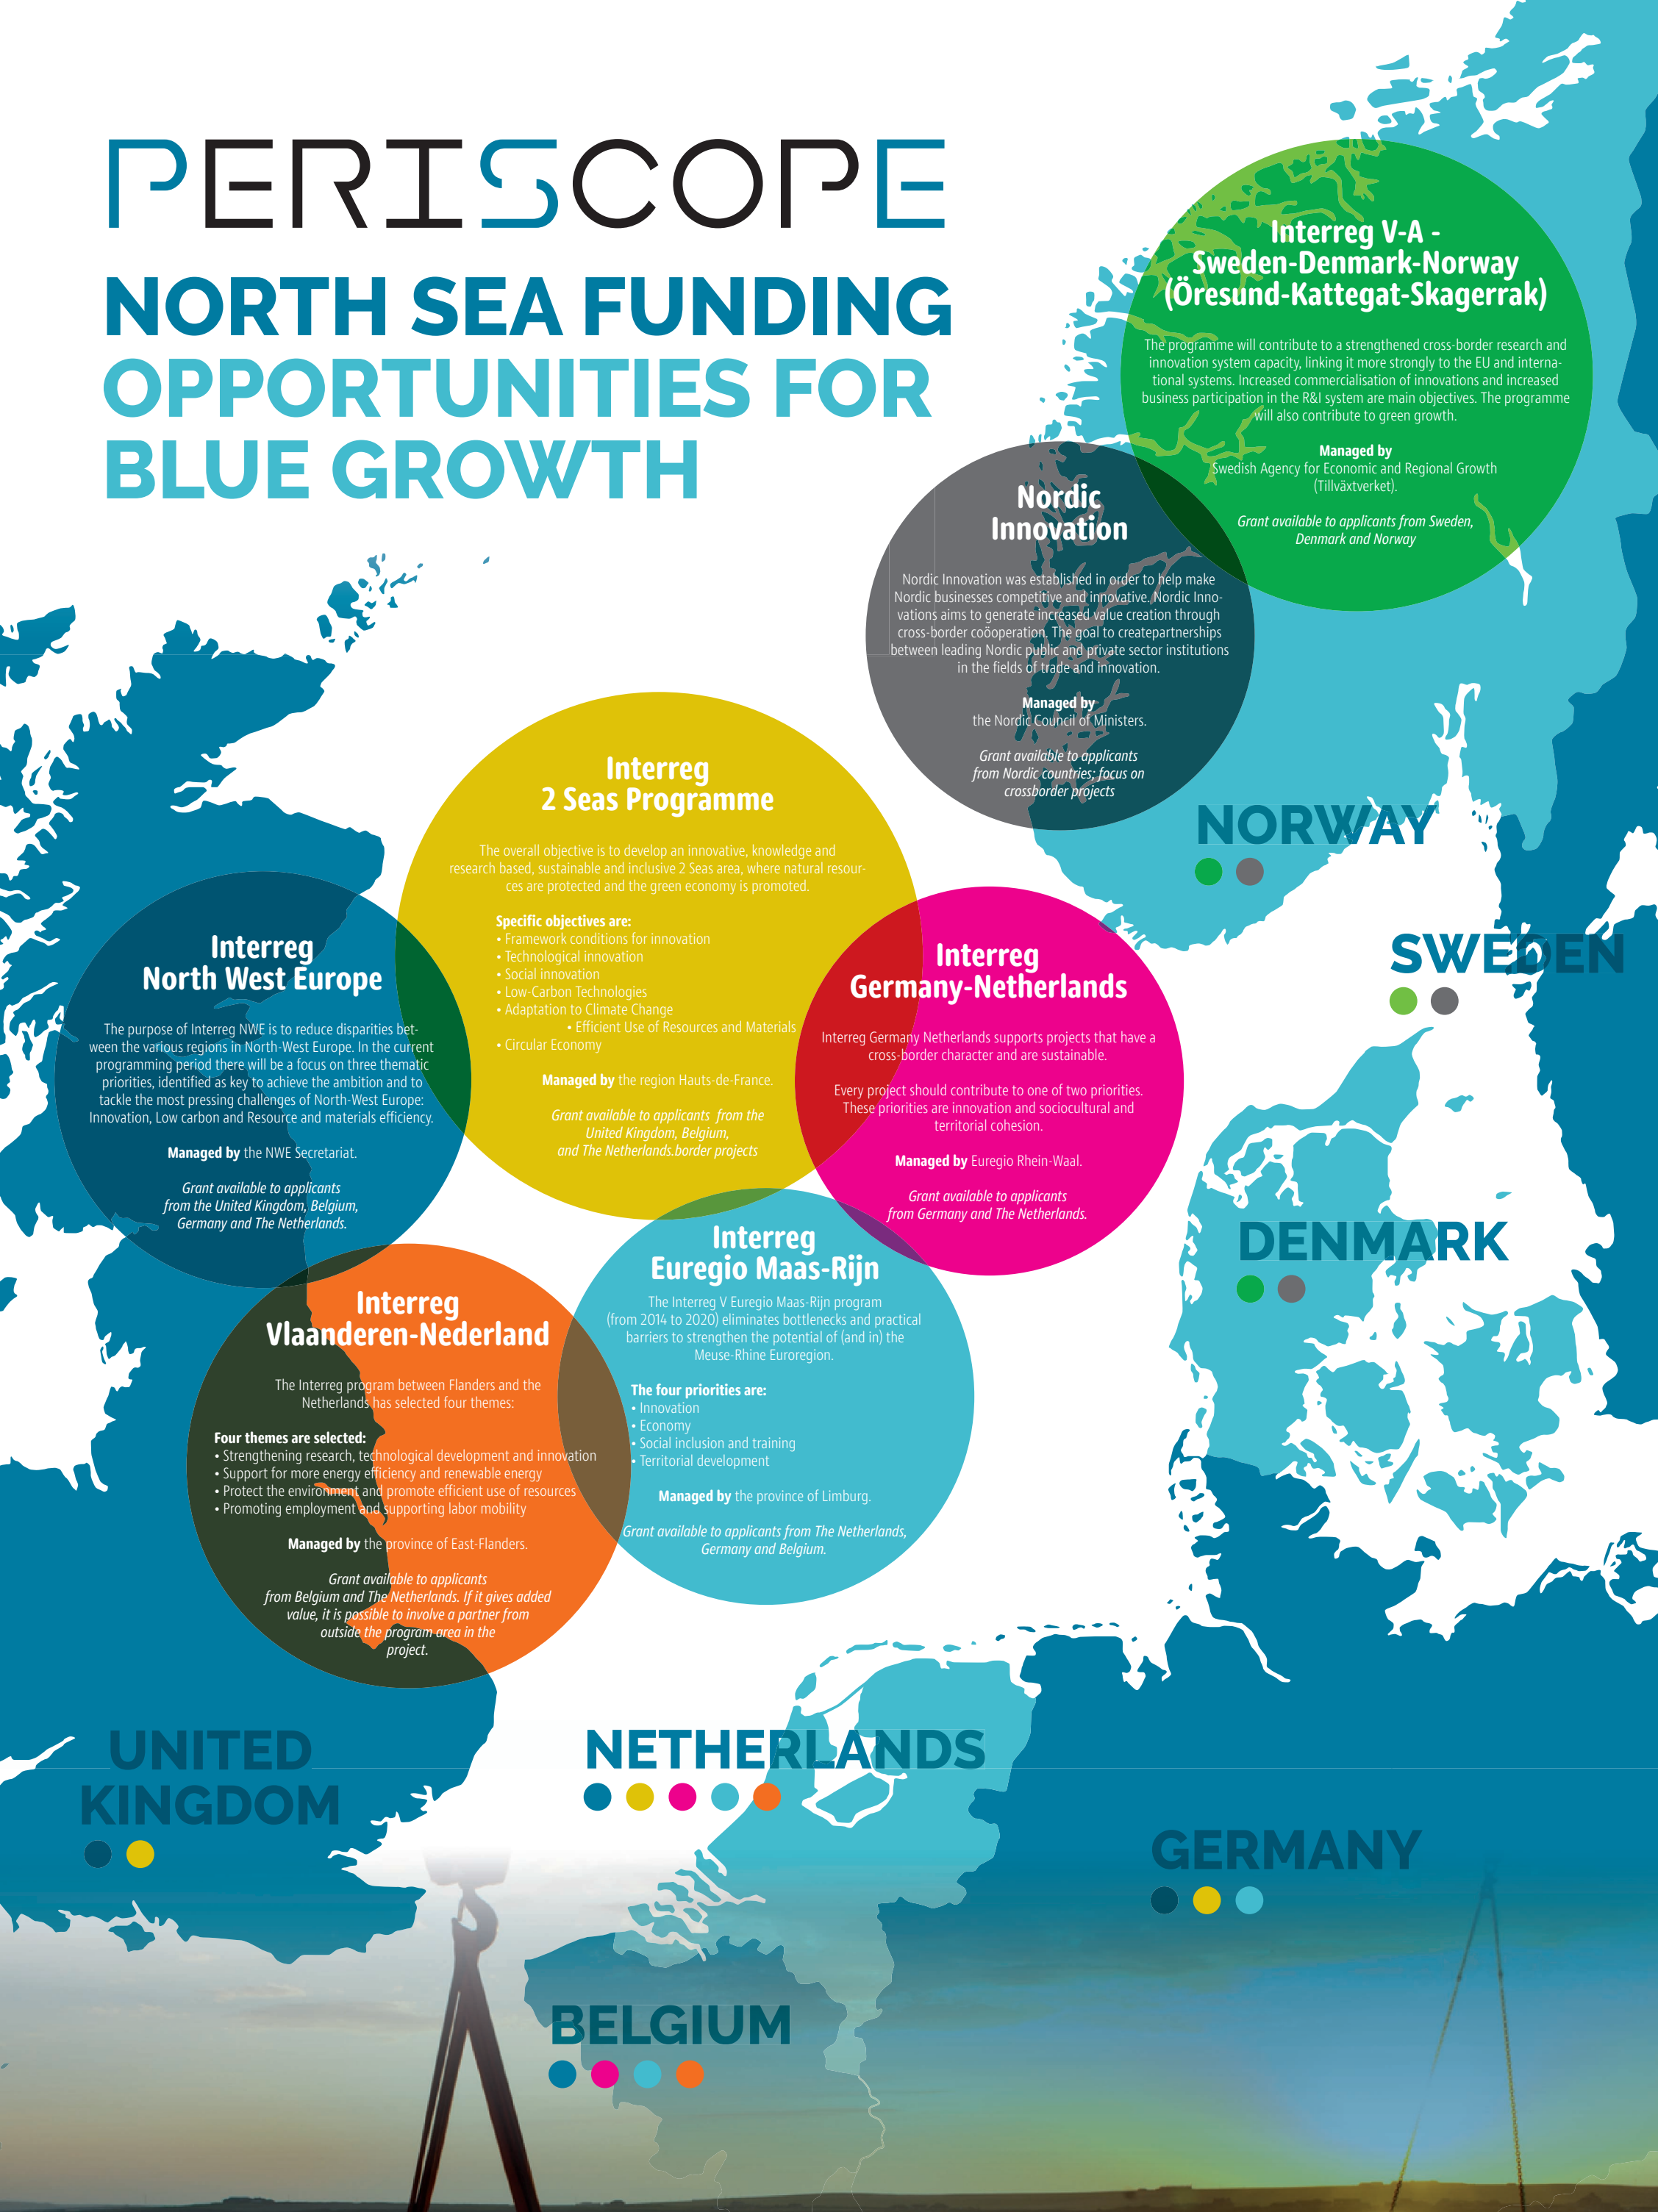 PERISCOPE
NORTH SEA FUNDING
OPPORTUNITIES FOR
BLUE GROWTH
Interreg V-A -
Sweden-Denmark-Norway
(Öresund-Kattegat-Skagerrak)
The programme will contribute to a strengthened cross-border research and
innovation system capacity, linking it more strongly to the EU and interna-
tional systems. Increased commercialisation of innovations and increased
business participation in the R&I system are main objectives. The programme
will also contribute to green growth.
Managed by
Swedish Agency for Economic and Regional Growth
(Tillväxtverket).
Grant available to applicants from Sweden,
Denmark and Norway
Nordic
Innovation
Nordic Innovation was established in order to help make
Nordic businesses competitive and innovative. Nordic Inno-
vations aims to generate increased value creation through
cross-border coöoperation. The goal to createpartnerships
between leading Nordic public and private sector institutions
in the fields of trade and innovation.
Managed by
the Nordic Council of Ministers.
Grant available to applicants
from Nordic countries; focus on
crossborder projects
Interreg
2 Seas Programme
The overall objective is to develop an innovative, knowledge and
research based, sustainable and inclusive 2 Seas area, where natural resour-
ces are protected and the green economy is promoted.
Specific objectives are:
• Framework conditions for innovation
• Technological innovation
• Social innovation
• Low-Carbon Technologies
• Adaptation to Climate Change
• Efficient Use of Resources and Materials
• Circular Economy
Managed by the region Hauts-de-France.
Grant available to applicants from the
United Kingdom, Belgium,
and The Netherlands.border projects
NORWAY
SWEDEN
Interreg
North West Europe
The purpose of Interreg NWE is to reduce disparities bet-
ween the various regions in North-West Europe. In the current
programming period there will be a focus on three thematic
priorities, identified as key to achieve the ambition and to
tackle the most pressing challenges of North-West Europe:
Innovation, Low carbon and Resource and materials efficiency.
Managed by the NWE Secretariat.
Grant available to applicants
from the United Kingdom, Belgium,
Germany and The Netherlands.
Interreg
Germany-Netherlands
Interreg Germany Netherlands supports projects that have a
cross-border character and are sustainable.
Every project should contribute to one of two priorities.
These priorities are innovation and sociocultural and
territorial cohesion.
Managed by Euregio Rhein-Waal.
Grant available to applicants
from Germany and The Netherlands.
DENMARK
Interreg
Euregio Maas-Rijn
The Interreg V Euregio Maas-Rijn program
(from 2014 to 2020) eliminates bottlenecks and practical
barriers to strengthen the potential of (and in) the
Meuse-Rhine Euroregion.
The four priorities are:
• Innovation
• Economy
• Social inclusion and training
• Territorial development
Managed by the province of Limburg.
Grant available to applicants from The Netherlands,
Germany and Belgium.
Interreg
Vlaanderen-Nederland
The Interreg program between Flanders and the
Netherlands has selected four themes:
Four themes are selected:
• Strengthening research, technological development and innovation
• Support for more energy efficiency and renewable energy
• Protect the environment and promote efficient use of resources
• Promoting employment and supporting labor mobility
Managed by the province of East-Flanders.
Grant available to applicants
from Belgium and The Netherlands. If it gives added
value, it is possible to involve a partner from
outside the program area in the
project.
UNITED
KINGDOM
NETHERLANDS
GERMANY
BELGIUM